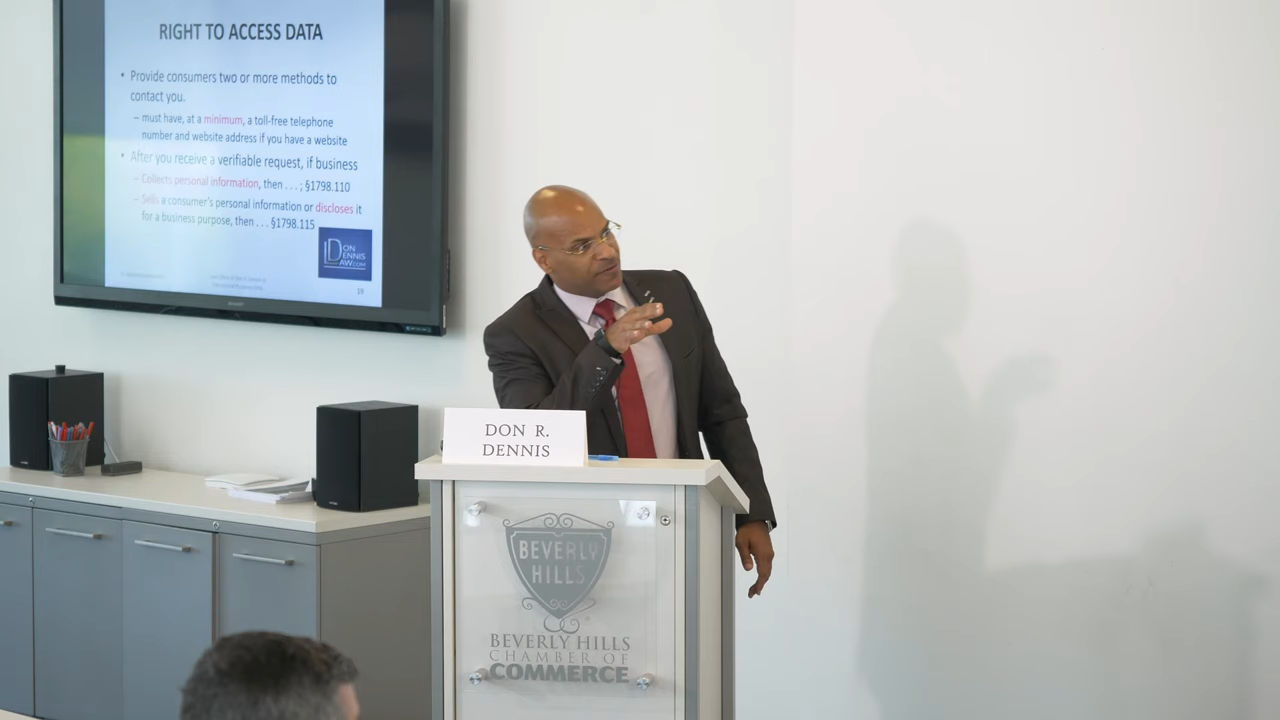 RIGHT TO ACCESS DATA
• Provide consumers two or more methods to
contact you.
– must have, at a minimum, a toll-free telephone
number and website address if you have a website
• After you receive a verifiable request, if business
– Collects personal information, then . . . ; §1798.110
– Sells a consumer's personal information or discloses it
for a business purpose, then . . . §1798.115
DON
DENNIS
LAW.COM
19
DON R.
DENNIS
BEVERLY
HILLS
BEVERLY HILLS
CHAMBER OF
COMMERCE